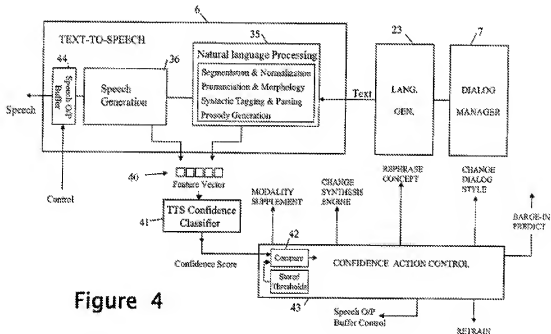 6
TEXT-TO-SPEECH
35
23
7
44
36
Natural language Processing
Segmentation & Normalization
Pronunciation & Morphology
Syntactic Tagging & Parsing
Prosody Generation
Speech O/P
Buffer
Speech
Generation
Speech
Text
LANG.
GEN.
DIALOG
MANAGER
Control
40
Feature Vector
REPHRASE
CONCEPT
CHANGE
DIALOG
STYLE
CHANGE
SYNTHESIS
ENGINE
MODALITY
SUPPLEMENT
BARGE-IN
PREDICT
41
TTS Confidence
Classifier
42
Compare
CONFIDENCE ACTION CONTROL
Confidence Score
Stored
Thresholds
43
Figure 4
Speech O/P
Buffer Control
RETRAIN